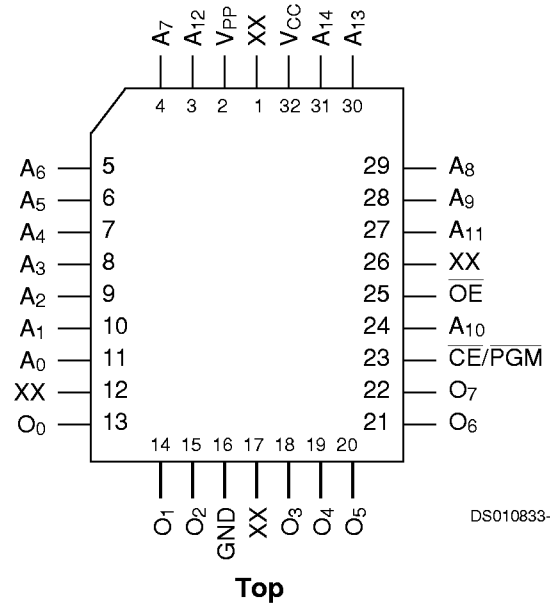 A7 A12 VPP XX VCC A14 A13
4 3 2 1 32 31 30
A6 5 29 A8
A5 6 28 A9
A4 7 27 A11
A3 8 26 XX
A2 9 25 O̅E̅
A1 10 24 A10
A0 11 23 C̅E̅/P̅G̅M̅
XX 12 22 O7
O0 13 21 O6
14 15 16 17 18 19 20
O1 O2 GND XX O3 O4 O5
DS010833-
Top